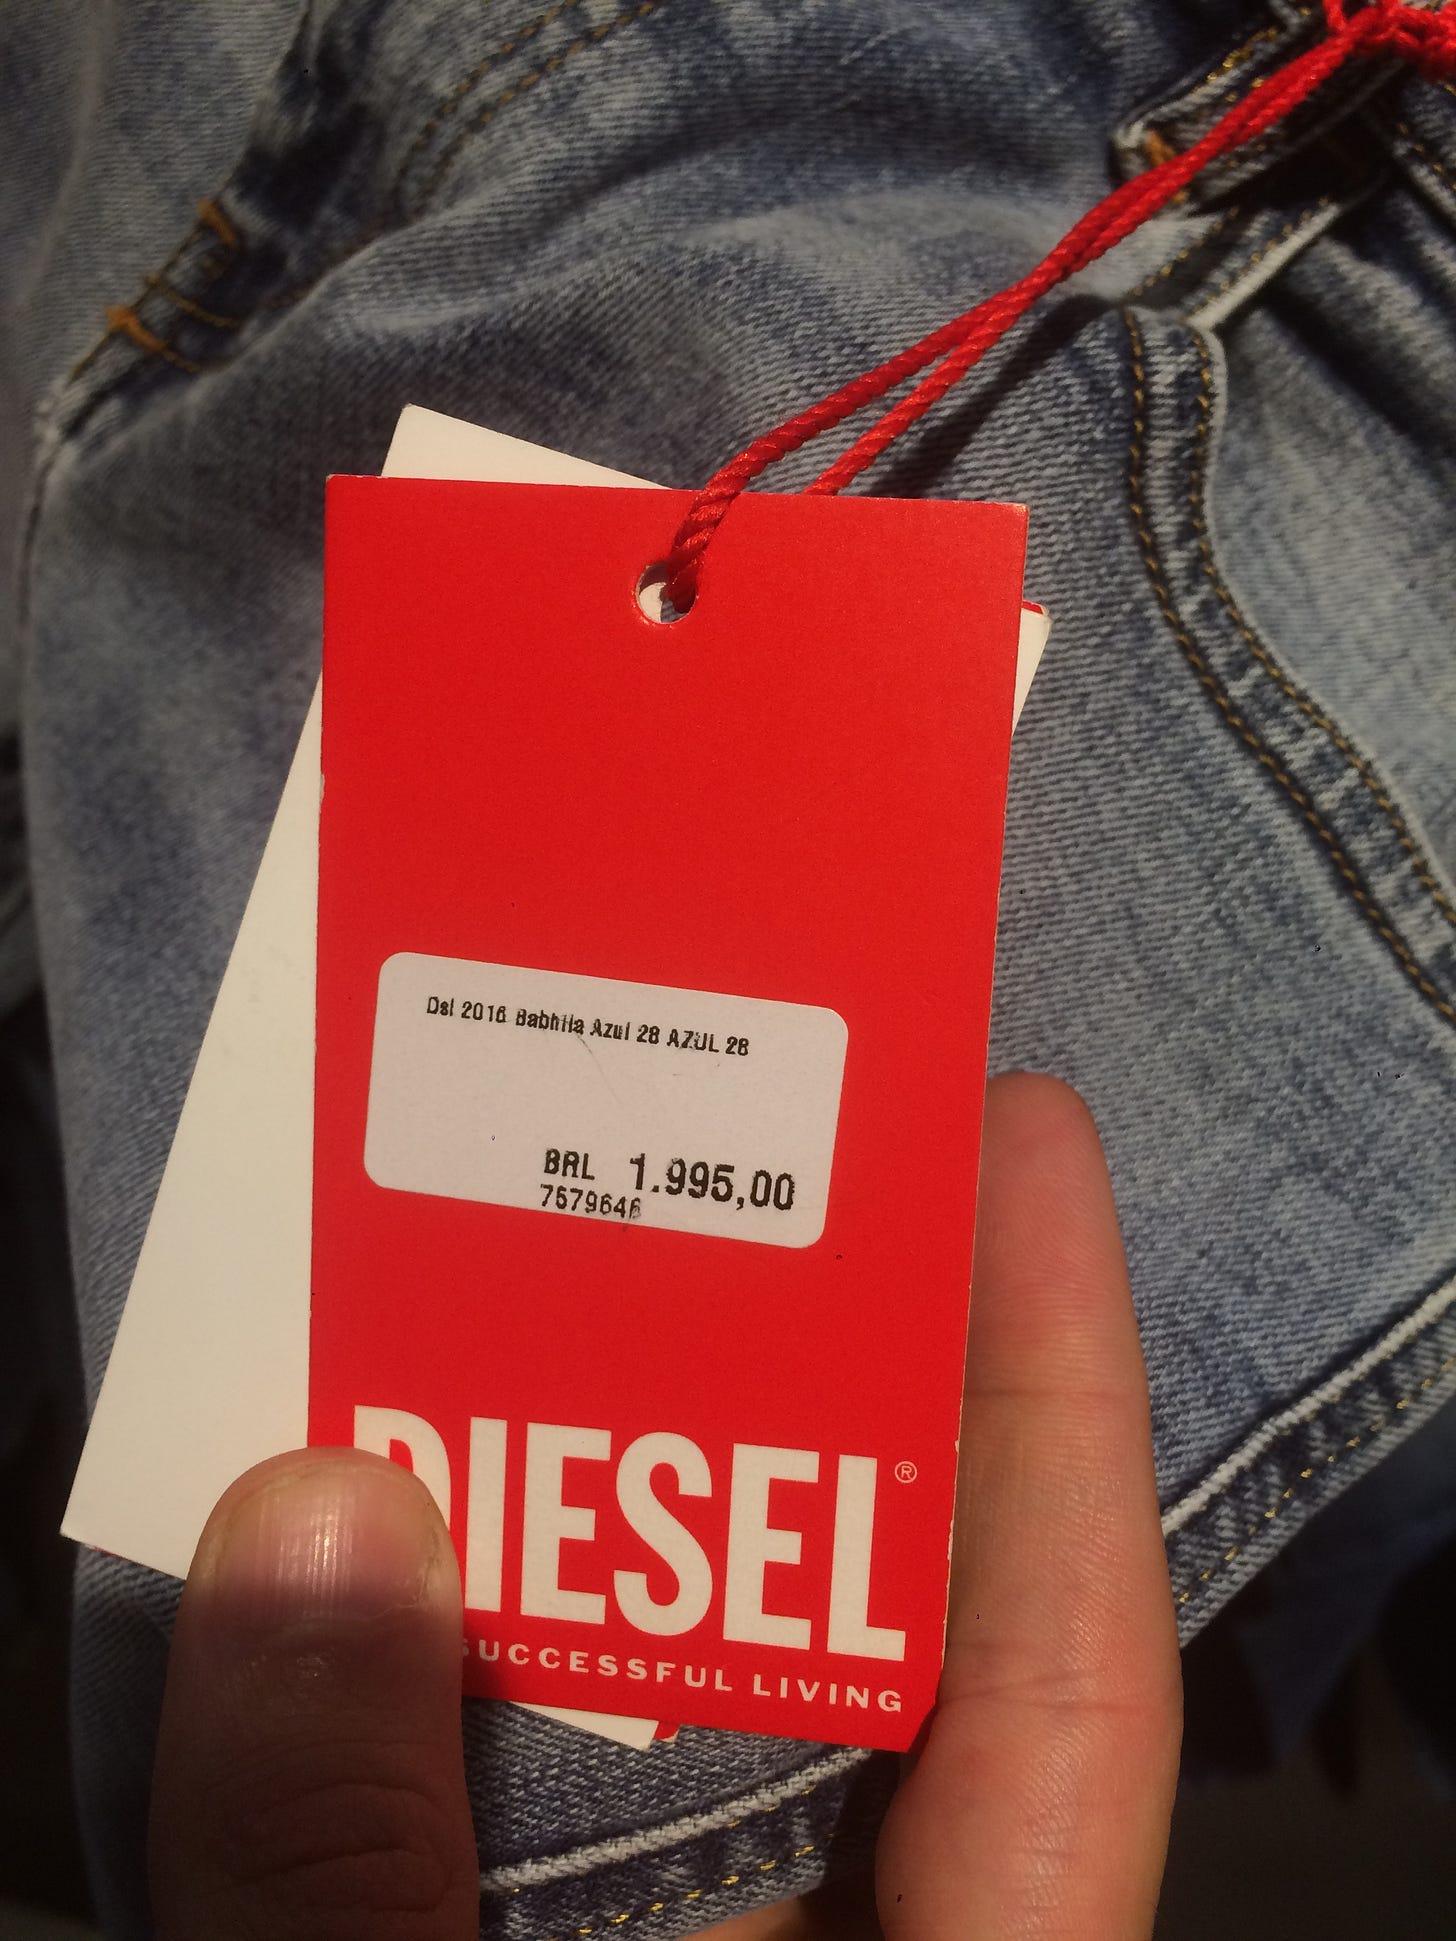 Dsl 2016 Babhila Azul 28 AZUL 28
BRL 1.995,00
7579646
DIESEL®
SUCCESSFUL LIVING